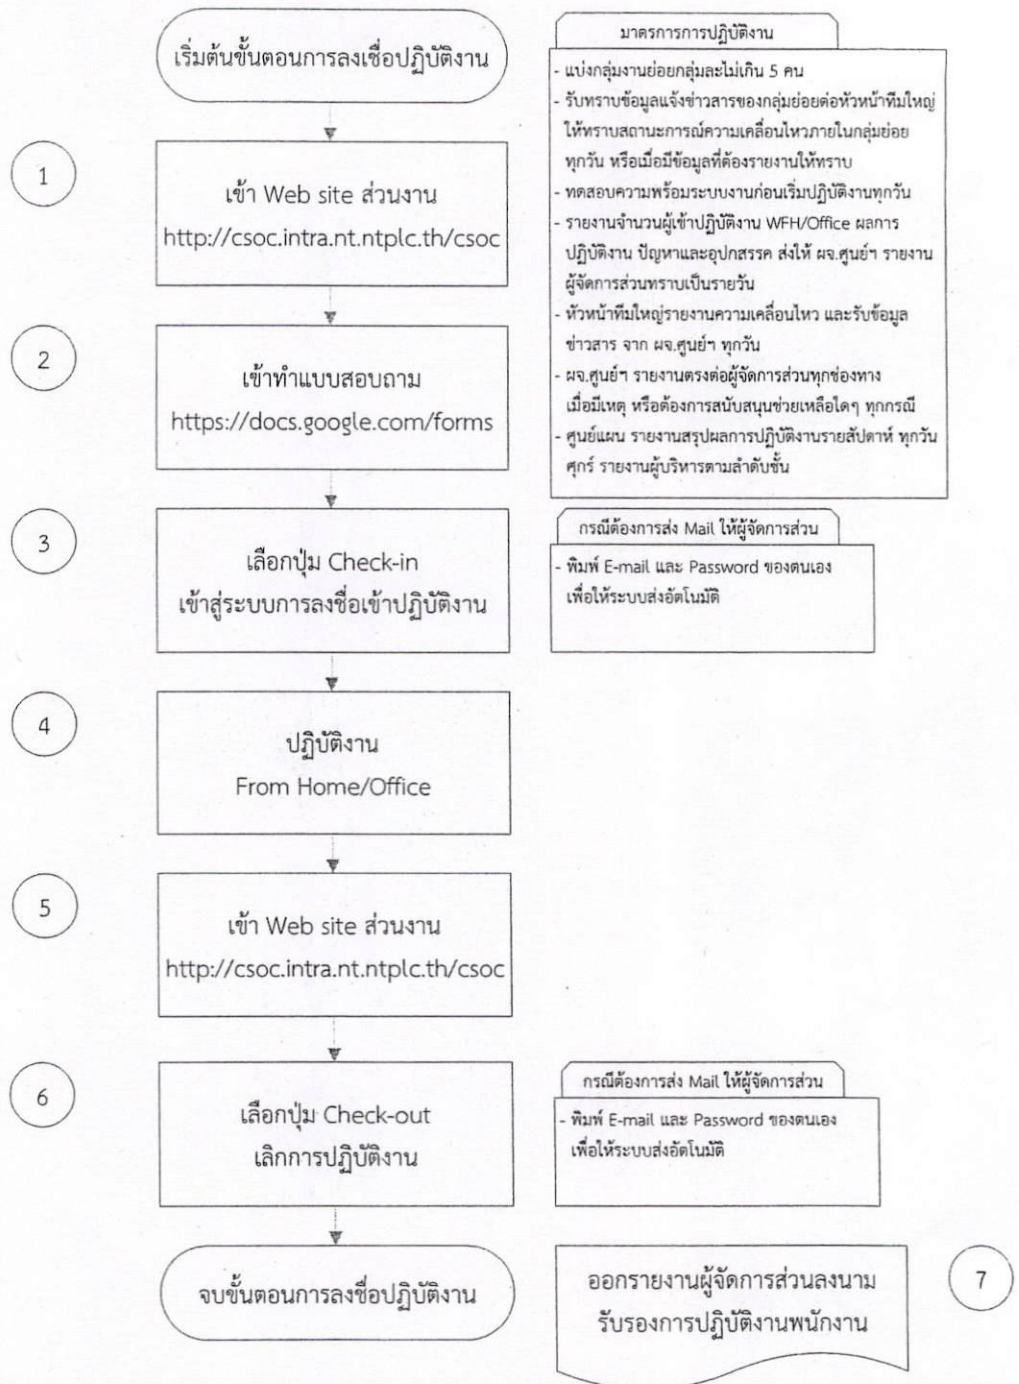 เริ่มต้นขั้นตอนการลงเชื่อปฏิบัติงาน
มาตรการการปฏิบัติงาน
- แบ่งกลุ่มงานย่อยกลุ่มละไม่เกิน 5 คน
- รับทราบข้อมูลแจ้งข่าวสารของกลุ่มย่อยต่อหัวหน้าทีมใหญ่
ให้ทราบสถานะการณ์ความเคลื่อนไหวภายในกลุ่มย่อย
ทุกวัน หรือเมื่อมีข้อมูลที่ต้องรายงานให้ทราบ
- ทดสอบความพร้อมระบบงานก่อนเริ่มปฏิบัติงานทุกวัน
- รายงานจำนวนผู้เข้าปฏิบัติงาน WFH/Office ผลการ
ปฏิบัติงาน ปัญหาและอุปกสรรค ส่งให้ ผจ.ศูนย์ฯ รายงาน
ผู้จัดการส่วนทราบเป็นรายวัน
- หัวหน้าทีมใหญ่รายงานความเคลื่อนไหว และรับข้อมูล
ข่าวสาร จาก ผจ.ศูนย์ฯ ทุกวัน
- ผจ.ศูนย์ฯ รายงานตรงต่อผู้จัดการส่วนทุกช่องทาง
เมื่อมีเหตุ หรือต้องการสนับสนุนช่วยเหลือใดๆ ทุกกรณี
- ศูนย์แผน รายงานสรุปผลการปฏิบัติงานรายสัปดาห์ ทุกวัน
ศุกร์ รายงานผู้บริหารตามลำดับชั้น
1
เข้า Web site ส่วนงาน
http://csoc.intra.nt.ntplc.th/csoc
2
เข้าทำแบบสอบถาม
https://docs.google.com/forms
3
เลือกปุ่ม Check-in
เข้าสู่ระบบการลงชื่อเข้าปฏิบัติงาน
กรณีต้องการส่ง Mail ให้ผู้จัดการส่วน
- พิมพ์ E-mail และ Password ของตนเอง
เพื่อให้ระบบส่งอัตโนมัติ
4
ปฏิบัติงาน
From Home/Office
5
เข้า Web site ส่วนงาน
http://csoc.intra.nt.ntplc.th/csoc
6
เลือกปุ่ม Check-out
เลิกการปฏิบัติงาน
กรณีต้องการส่ง Mail ให้ผู้จัดการส่วน
- พิมพ์ E-mail และ Password ของตนเอง
เพื่อให้ระบบส่งอัตโนมัติ
จบขั้นตอนการลงชื่อปฏิบัติงาน
ออกรายงานผู้จัดการส่วนลงนาม
รับรองการปฏิบัติงานพนักงาน
7